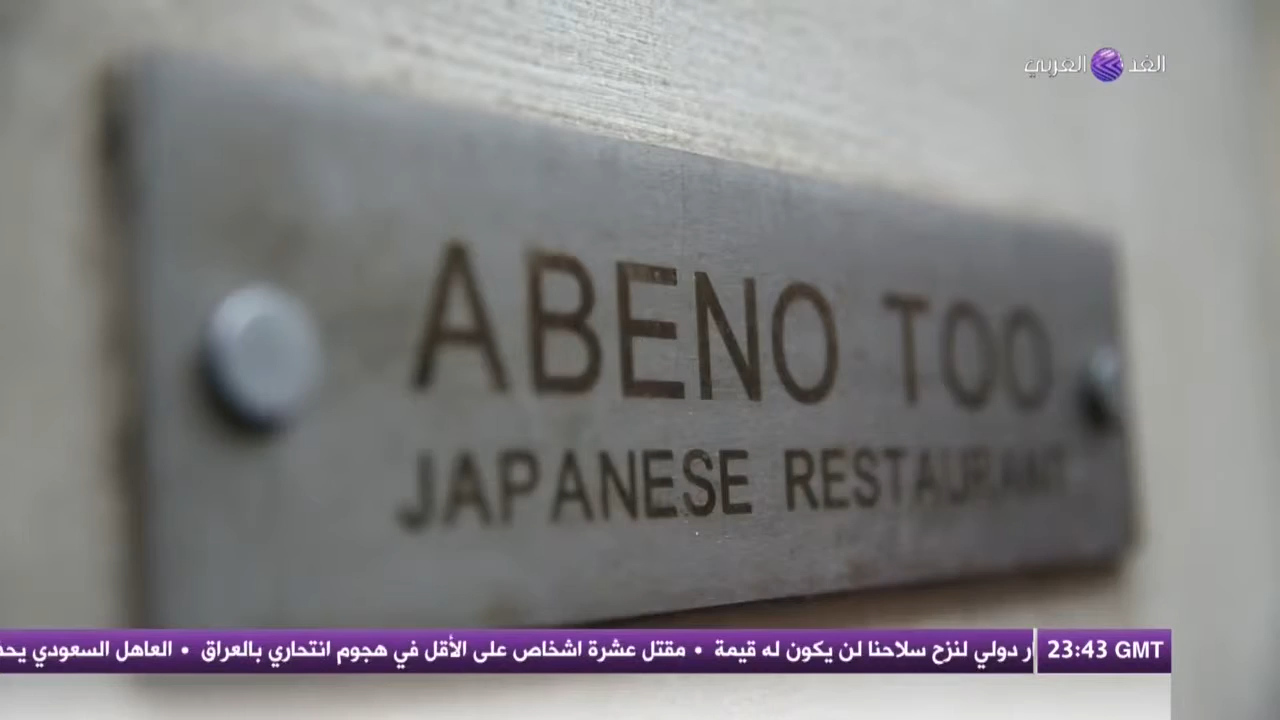 الغد العربي
ABENO TOO
JAPANESE RESTAURANT
23:43 GMT
دولي لنزح سلاحنا لن يكون له قيمة • مقتل عشرة اشخاص على الأقل في هجوم انتحاري بالعراق • العاهل السعودي